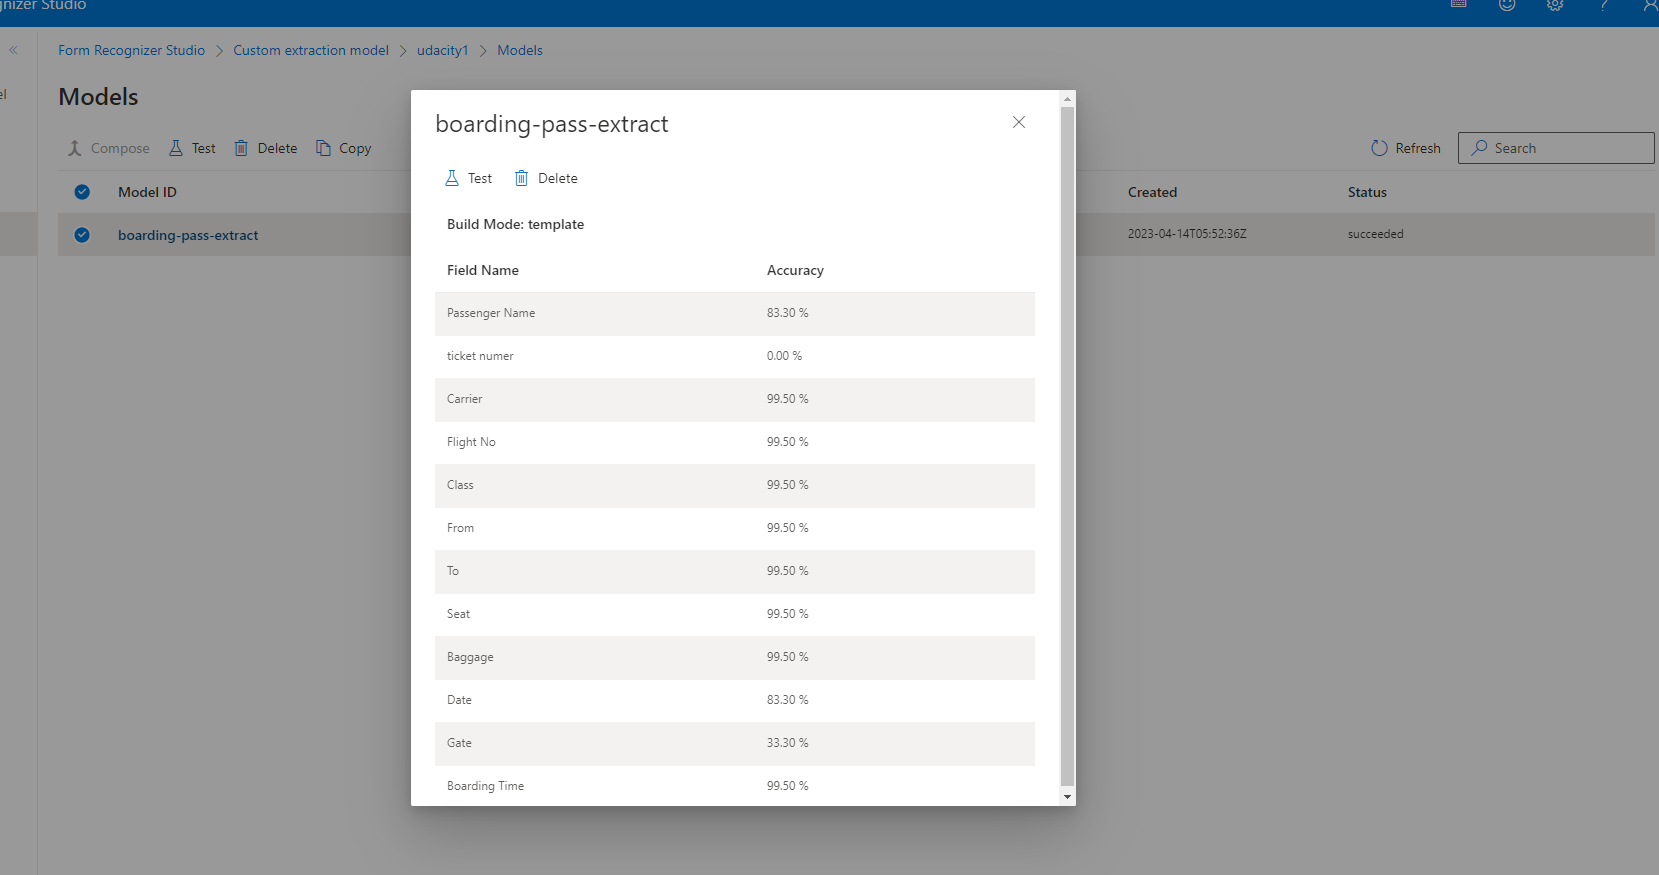 gnizer Studio
Form Recognizer Studio > Custom extraction model > udacity1 > Models
el
Models
Compose Test Delete Copy
Refresh Search
Model ID Created Status
boarding-pass-extract 2023-04-14T05:52:36Z succeeded
boarding-pass-extract
Test Delete
Build Mode: template
Field Name Accuracy
Passenger Name 83.30 %
ticket numer 0.00 %
Carrier 99.50 %
Flight No 99.50 %
Class 99.50 %
From 99.50 %
To 99.50 %
Seat 99.50 %
Baggage 99.50 %
Date 83.30 %
Gate 33.30 %
Boarding Time 99.50 %